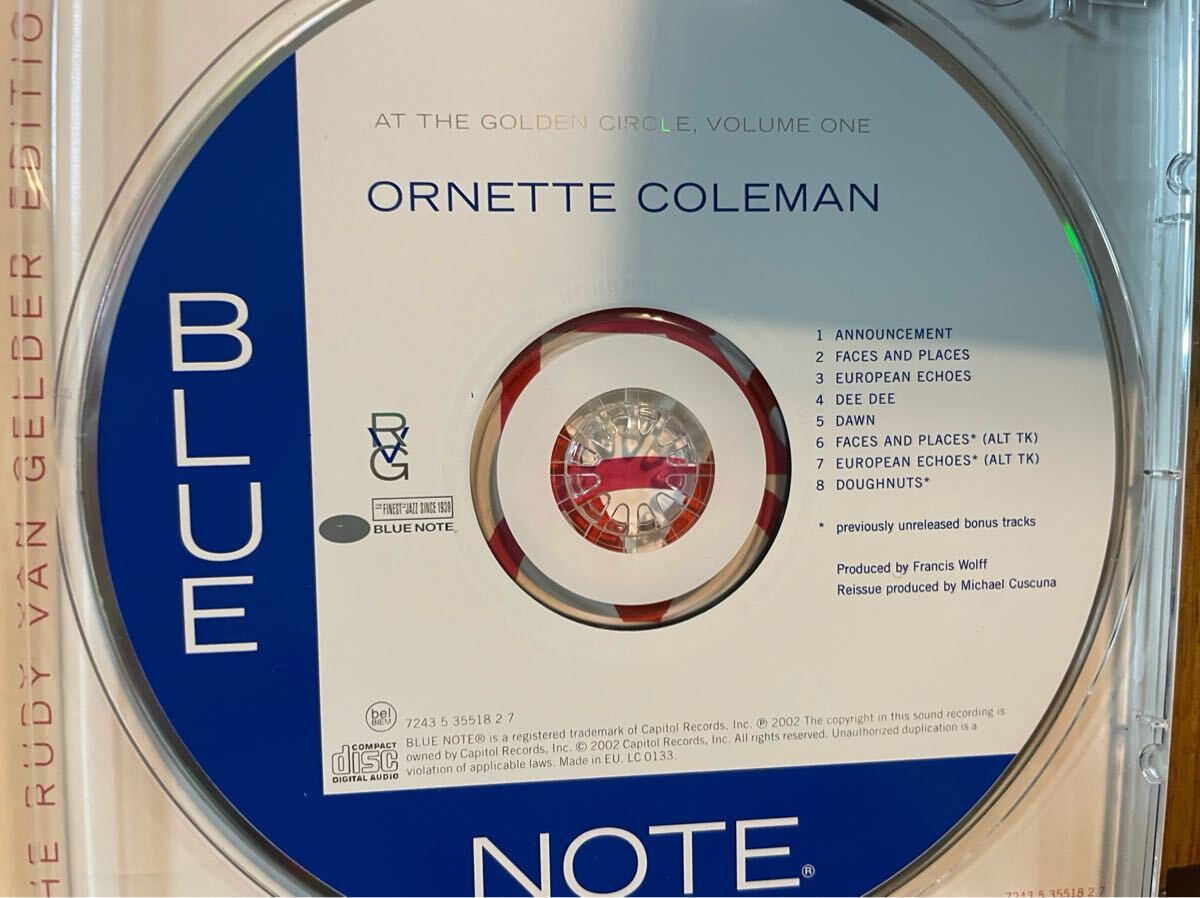 THE RUDY VAN GELDER EDITIO
AT THE GOLDEN CIRCLE, VOLUME ONE
ORNETTE COLEMAN
BLUE
1 ANNOUNCEMENT
2 FACES AND PLACES
3 EUROPEAN ECHOES
4 DEE DEE
5 DAWN
6 FACES AND PLACES* (ALT TK)
7 EUROPEAN ECHOES* (ALT TK)
8 DOUGHNUTS*
* previously unreleased bonus tracks
Produced by Francis Wolff
Reissue produced by Michael Cuscuna
RVG
THE FINEST IN JAZZ SINCE 1939
BLUE NOTE
bel
BIEM
7243 5 35518 2 7
BLUE NOTE® is a registered trademark of Capitol Records, Inc. ℗ 2002 The copyright in this sound recording is
owned by Capitol Records, Inc. © 2002 Capitol Records, Inc. All rights reserved. Unauthorized duplication is a
violation of applicable laws. Made in EU. LC 0133.
COMPACT
disc
DIGITAL AUDIO
NOTE®
7243 5 35518 2 7